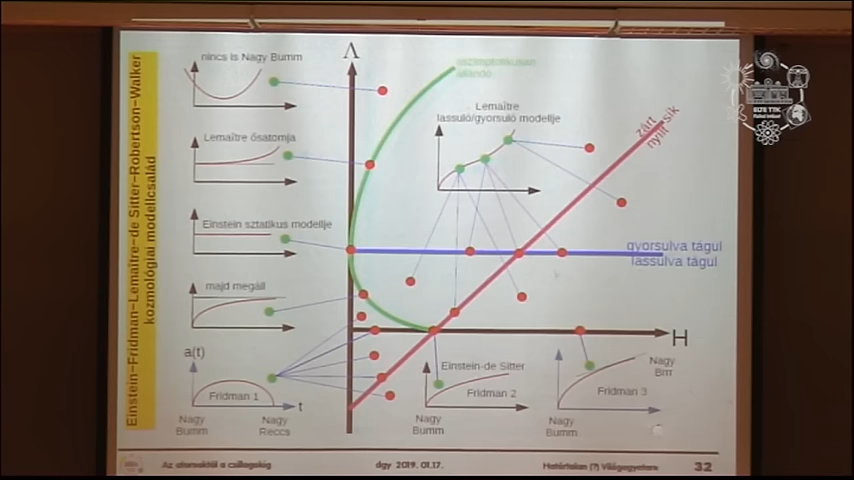 Einstein–Fridman–Lemaître–de Sitter–Robertson–Walker
kozmológiai modellcsalád
nincs is Nagy Bumm
Lemaître ősatomja
Einstein sztatikus modellje
majd megáll
a(t)
Fridman 1
t
Nagy
Bumm
Nagy
Reccs
Λ
aszimptotikusan
állandó
Lemaître
lassuló/gyorsuló modellje
zárt
nyílt
sík
gyorsulva tágul
lassulva tágul
H
Einstein-de Sitter
Fridman 2
Nagy
Bumm
Fridman 3
Nagy
Brrr
Nagy
Bumm
ELTE TTK
Az atomoktól a csillagokig
dgy 2019. 01.17.
Határtalan (?) Világegyetem
32